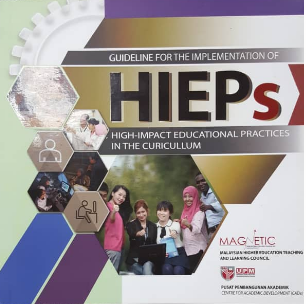 GUIDELINE FOR THE IMPLEMENTATION OF
HIEPs
HIGH-IMPACT EDUCATIONAL PRACTICES
IN THE CURICULLUM
MAGNETIC
MALAYSIAN HIGHER EDUCATION TEACHING
AND LEARNING COUNCIL
UPM
PUSAT PEMBANGUNAN AKADEMIK
CENTRE FOR ACADEMIC DEVELOPMENT (CADe)